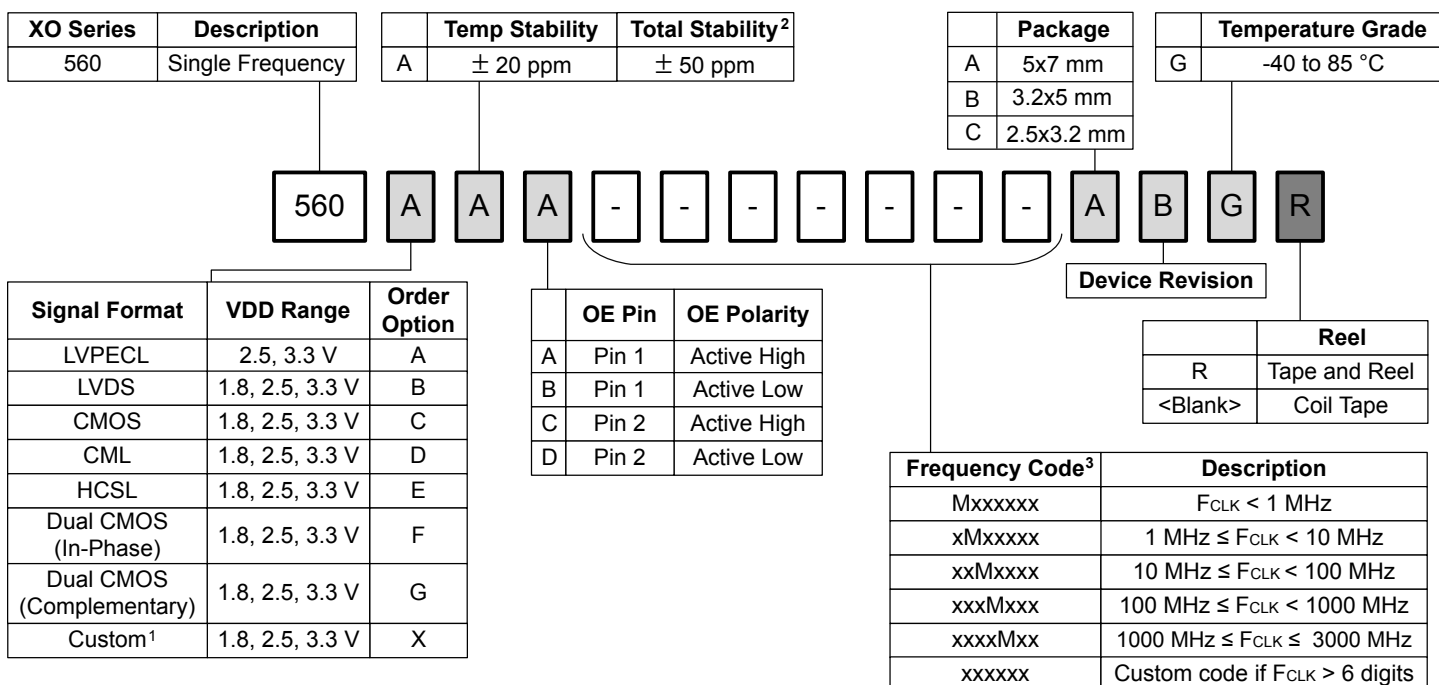 XO Series Description
560 Single Frequency
Temp Stability Total Stability²
A ± 20 ppm ± 50 ppm
Package
A 5x7 mm
B 3.2x5 mm
C 2.5x3.2 mm
Temperature Grade
G -40 to 85 °C
560 A A A - - - - - - - A B G R
Signal Format VDD Range Order Option
LVPECL 2.5, 3.3 V A
LVDS 1.8, 2.5, 3.3 V B
CMOS 1.8, 2.5, 3.3 V C
CML 1.8, 2.5, 3.3 V D
HCSL 1.8, 2.5, 3.3 V E
Dual CMOS
(In-Phase) 1.8, 2.5, 3.3 V F
Dual CMOS
(Complementary) 1.8, 2.5, 3.3 V G
Custom¹ 1.8, 2.5, 3.3 V X
OE Pin OE Polarity
A Pin 1 Active High
B Pin 1 Active Low
C Pin 2 Active High
D Pin 2 Active Low
Device Revision
Reel
R Tape and Reel
<Blank> Coil Tape
Frequency Code³ Description
Mxxxxxx FCLK < 1 MHz
xMxxxxx 1 MHz ≤ FCLK < 10 MHz
xxMxxxx 10 MHz ≤ FCLK < 100 MHz
xxxMxxx 100 MHz ≤ FCLK < 1000 MHz
xxxxMxx 1000 MHz ≤ FCLK ≤ 3000 MHz
xxxxxx Custom code if FCLK > 6 digits